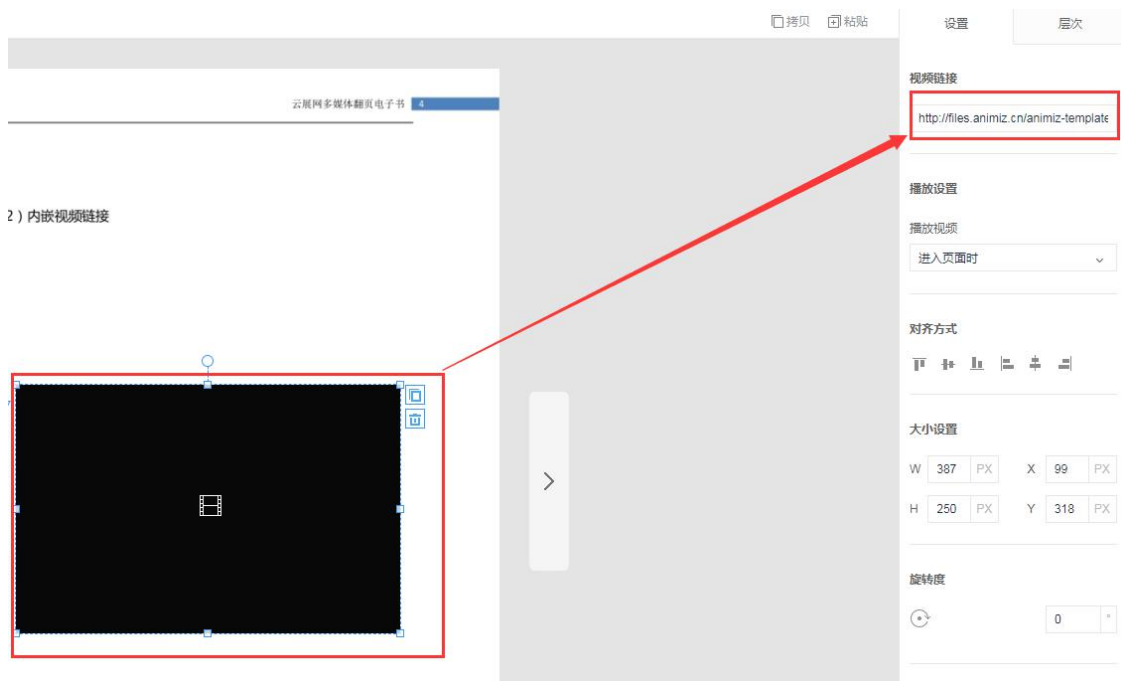 拷贝 粘贴
设置 层次
云展网多媒体翻页电子书 4
2）内嵌视频链接
视频链接
http://files.animiz.cn/animiz-template
播放设置
播放视频
进入页面时
对齐方式
大小设置
W 387 PX X 99 PX
H 250 PX Y 318 PX
旋转度
0 °